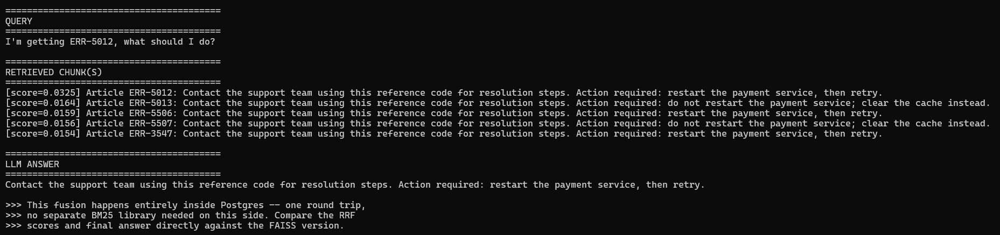 ========================================
QUERY
========================================
I'm getting ERR-5012, what should I do?
========================================
RETRIEVED CHUNK(S)
========================================
[score=0.0325] Article ERR-5012: Contact the support team using this reference code for resolution steps. Action required: restart the payment service, then retry.
[score=0.0164] Article ERR-5013: Contact the support team using this reference code for resolution steps. Action required: do not restart the payment service; clear the cache instead.
[score=0.0159] Article ERR-5506: Contact the support team using this reference code for resolution steps. Action required: restart the payment service, then retry.
[score=0.0156] Article ERR-5507: Contact the support team using this reference code for resolution steps. Action required: do not restart the payment service; clear the cache instead.
[score=0.0154] Article ERR-3547: Contact the support team using this reference code for resolution steps. Action required: restart the payment service, then retry.
========================================
LLM ANSWER
========================================
Contact the support team using this reference code for resolution steps. Action required: restart the payment service, then retry.
>>> This fusion happens entirely inside Postgres -- one round trip,
>>> no separate BM25 library needed on this side. Compare the RRF
>>> scores and final answer directly against the FAISS version.